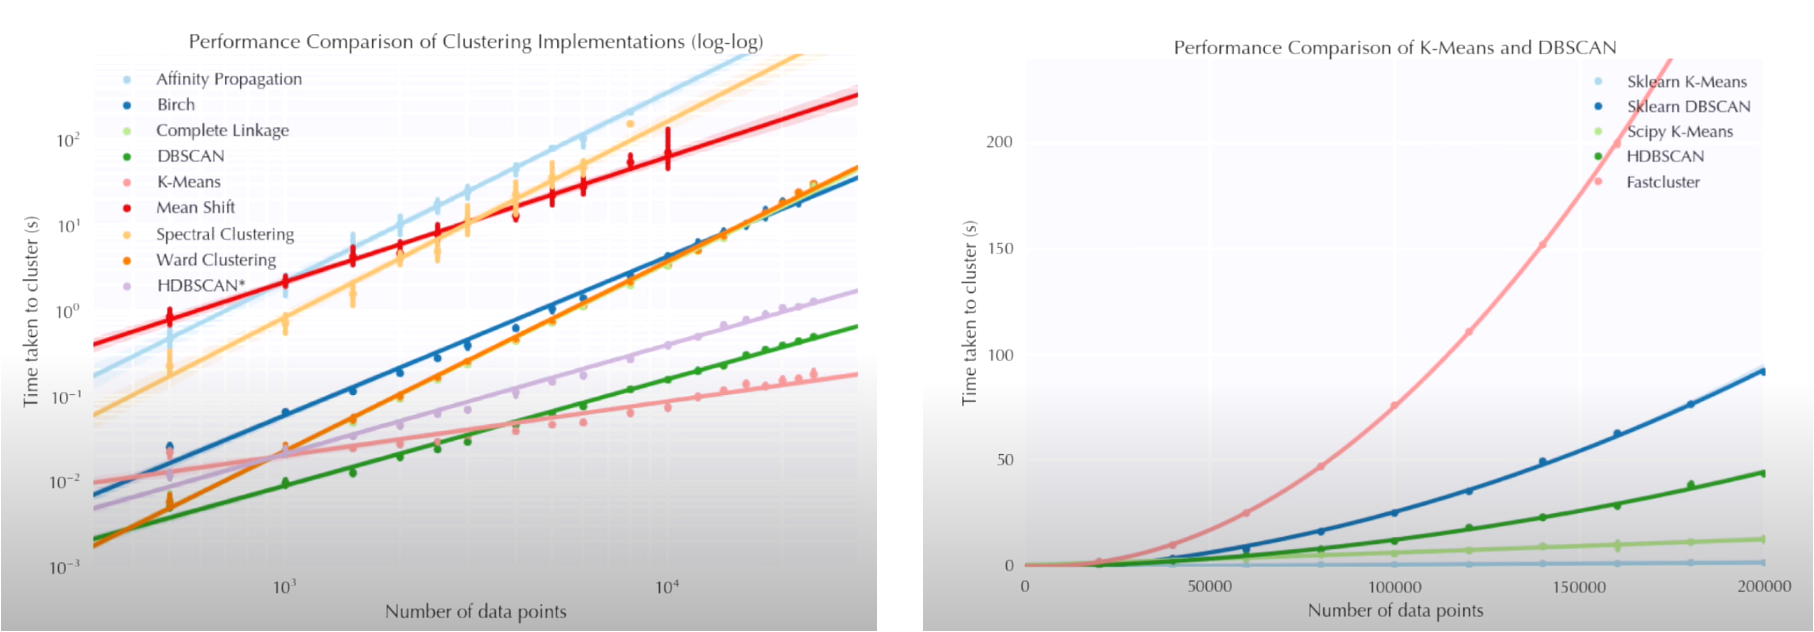 Performance Comparison of Clustering Implementations (log-log)
Affinity Propagation
Birch
Complete Linkage
DBSCAN
K-Means
Mean Shift
Spectral Clustering
Ward Clustering
HDBSCAN*
Time taken to cluster (s)
10²
10¹
10⁰
10⁻¹
10⁻²
10⁻³
10³
10⁴
Number of data points
Performance Comparison of K-Means and DBSCAN
Sklearn K-Means
Sklearn DBSCAN
Scipy K-Means
HDBSCAN
Fastcluster
Time taken to cluster (s)
200
150
100
50
0
0
50000
100000
150000
200000
Number of data points